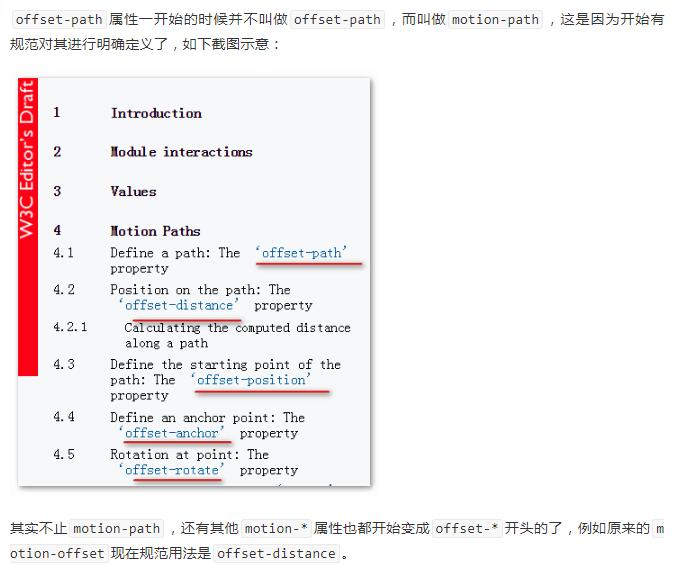 offset-path 属性一开始的时候并不叫做 offset-path ，而叫做 motion-path ，这是因为开始有
规范对其进行明确定义了，如下截图示意：
W3C Editor's Draft
1 Introduction
2 Module interactions
3 Values
4 Motion Paths
4.1 Define a path: The ‘offset-path’
property
4.2 Position on the path: The
‘offset-distance’ property
4.2.1 Calculating the computed distance
along a path
4.3 Define the starting point of the
path: The ‘offset-position’
property
4.4 Define an anchor point: The
‘offset-anchor’ property
4.5 Rotation at point: The
‘offset-rotate’ property
其实不止 motion-path ，还有其他 motion-* 属性也都开始变成 offset-* 开头的了，例如原来的 m
otion-offset 现在规范用法是 offset-distance 。